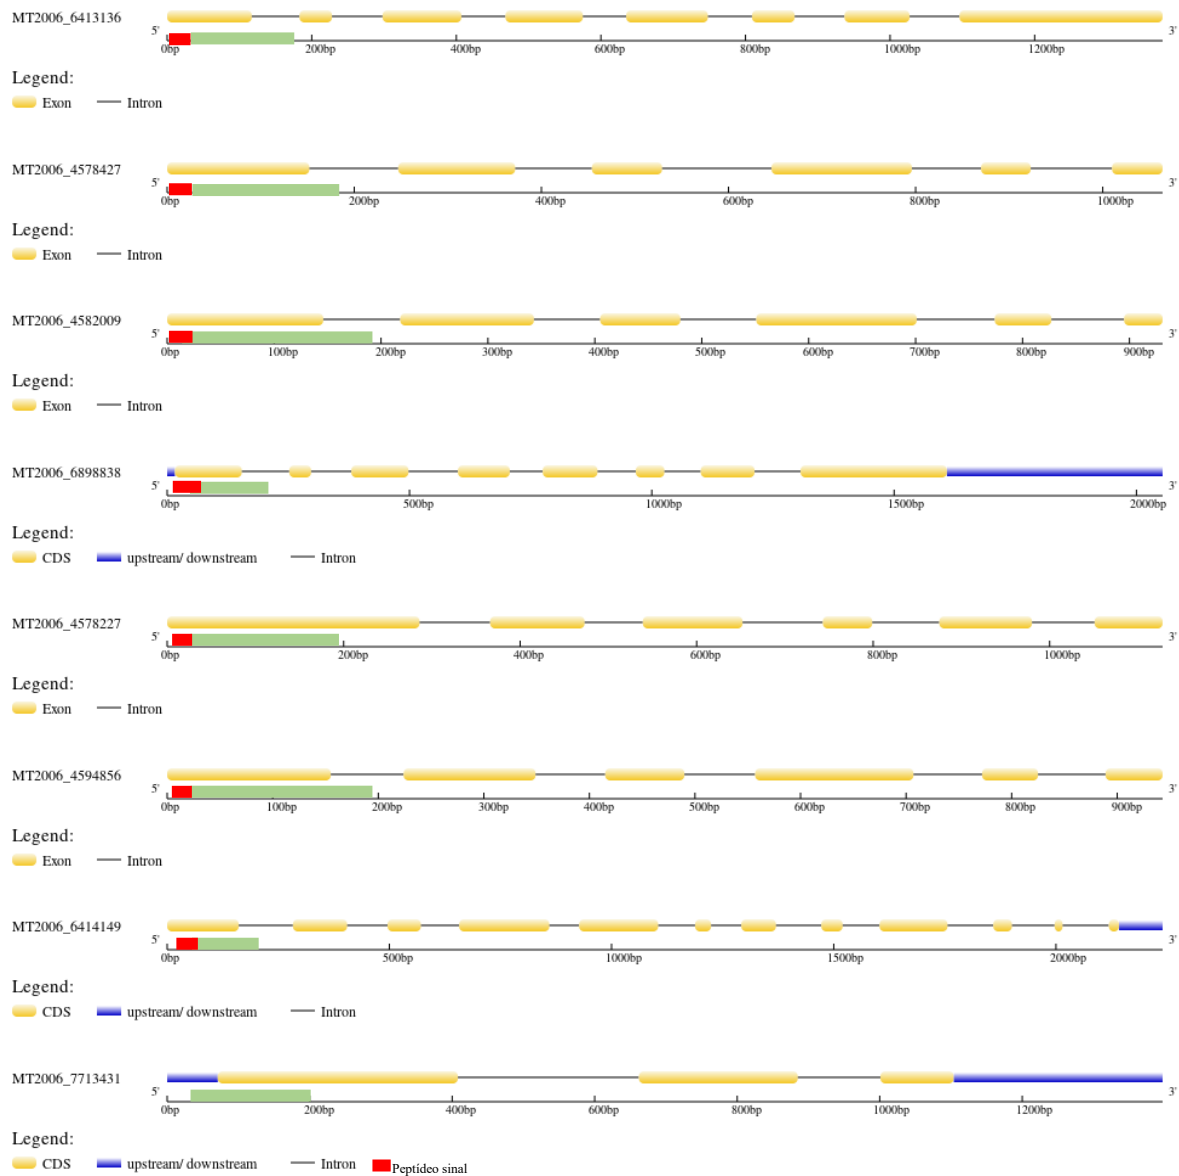 MT2006_6413136
5' 3'
0bp 200bp 400bp 600bp 800bp 1000bp 1200bp
Legend:
Exon Intron
MT2006_4578427
5' 3'
0bp 200bp 400bp 600bp 800bp 1000bp
Legend:
Exon Intron
MT2006_4582009
5' 3'
0bp 100bp 200bp 300bp 400bp 500bp 600bp 700bp 800bp 900bp
Legend:
Exon Intron
MT2006_6898838
5' 3'
0bp 500bp 1000bp 1500bp 2000bp
Legend:
CDS upstream/ downstream Intron
MT2006_4578227
5' 3'
0bp 200bp 400bp 600bp 800bp 1000bp
Legend:
Exon Intron
MT2006_4594856
5' 3'
0bp 100bp 200bp 300bp 400bp 500bp 600bp 700bp 800bp 900bp
Legend:
Exon Intron
MT2006_6414149
5' 3'
0bp 500bp 1000bp 1500bp 2000bp
Legend:
CDS upstream/ downstream Intron
MT2006_7713431
5' 3'
0bp 200bp 400bp 600bp 800bp 1000bp 1200bp
Legend:
CDS upstream/ downstream Intron Peptídeo sinal